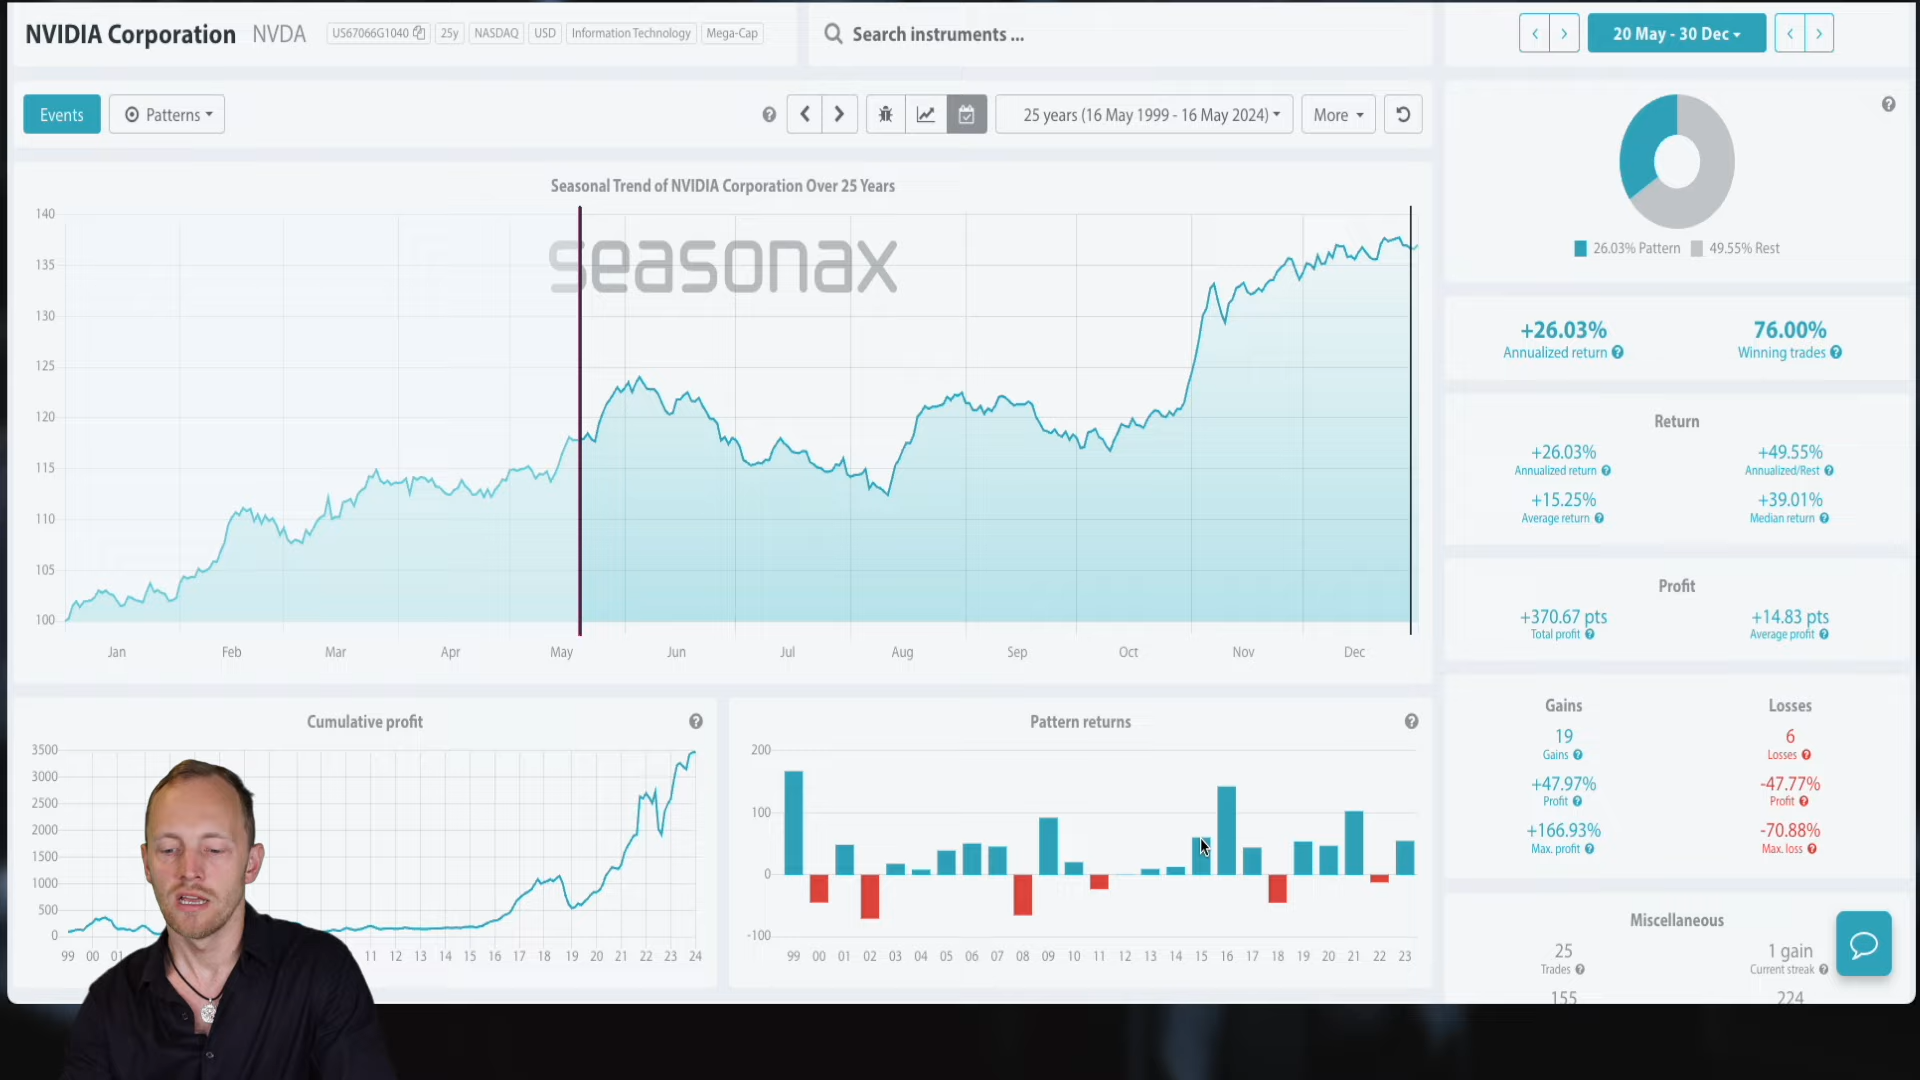 NVIDIA Corporation NVDA US67066G1040 25y NASDAQ USD Information Technology Mega-Cap
Search instruments ...
20 May - 30 Dec
Events
Patterns
25 years (16 May 1999 - 16 May 2024)
More
Seasonal Trend of NVIDIA Corporation Over 25 Years
seasonax
140
135
130
125
120
115
110
105
100
Jan Feb Mar Apr May Jun Jul Aug Sep Oct Nov Dec
26.03% Pattern 49.55% Rest
+26.03% 76.00%
Annualized return Winning trades
Return
+26.03% +49.55%
Annualized return Annualized/Rest
+15.25% +39.01%
Average return Median return
Profit
+370.67 pts +14.83 pts
Total profit Average profit
Gains Losses
19 6
Gains Losses
+47.97% -47.77%
Profit Profit
+166.93% -70.88%
Max. profit Max. loss
Miscellaneous
25 1 gain
Trades Current streak
155 224
Cumulative profit
3500
3000
2500
2000
1500
1000
500
0
99 00 01 11 12 13 14 15 16 17 18 19 20 21 22 23 24
Pattern returns
200
100
0
-100
99 00 01 02 03 04 05 06 07 08 09 10 11 12 13 14 15 16 17 18 19 20 21 22 23